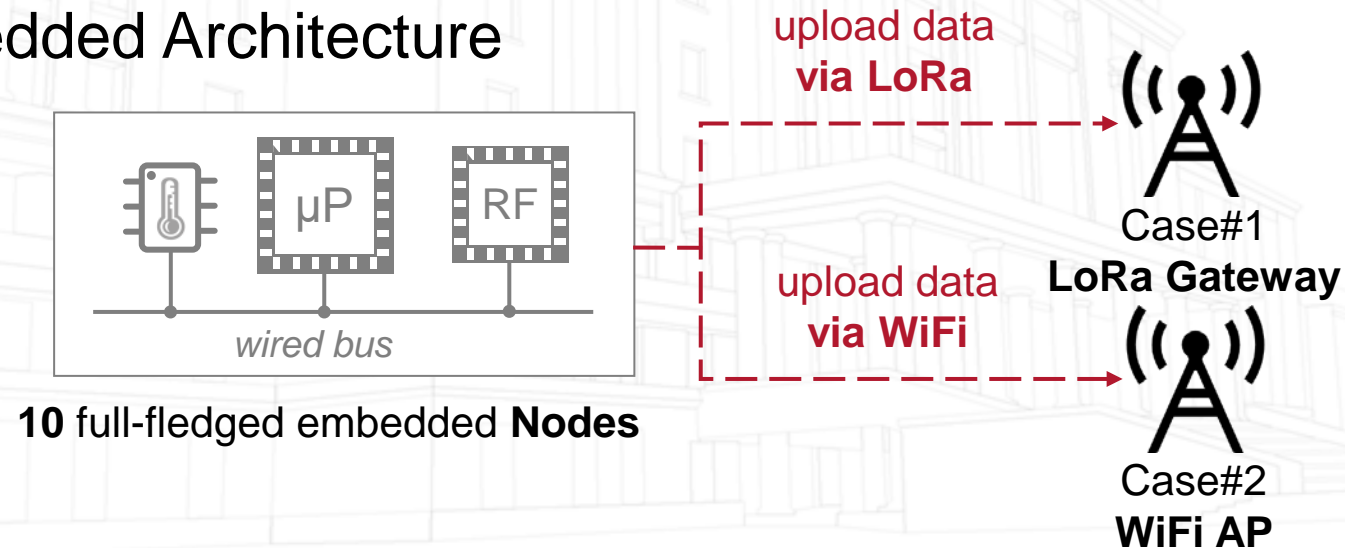 edded Architecture
µP
RF
wired bus
10 full-fledged embedded Nodes
upload data
via LoRa
upload data
via WiFi
Case#1
LoRa Gateway
Case#2
WiFi AP